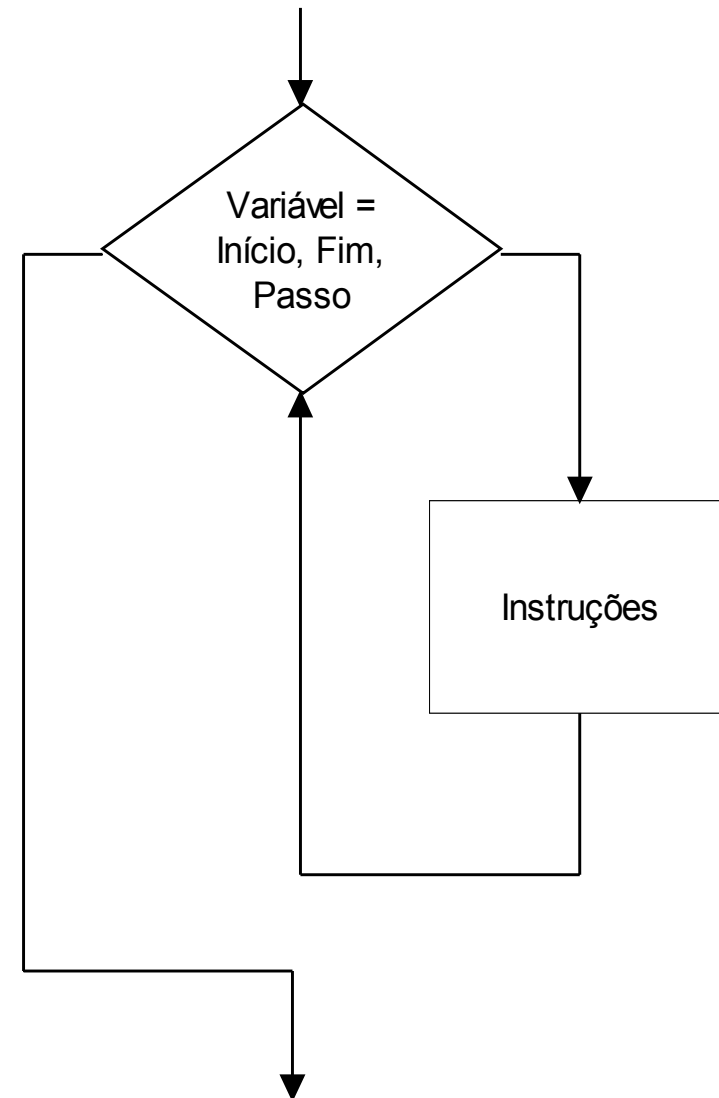 Variável =
Início, Fim,
Passo
Instruções